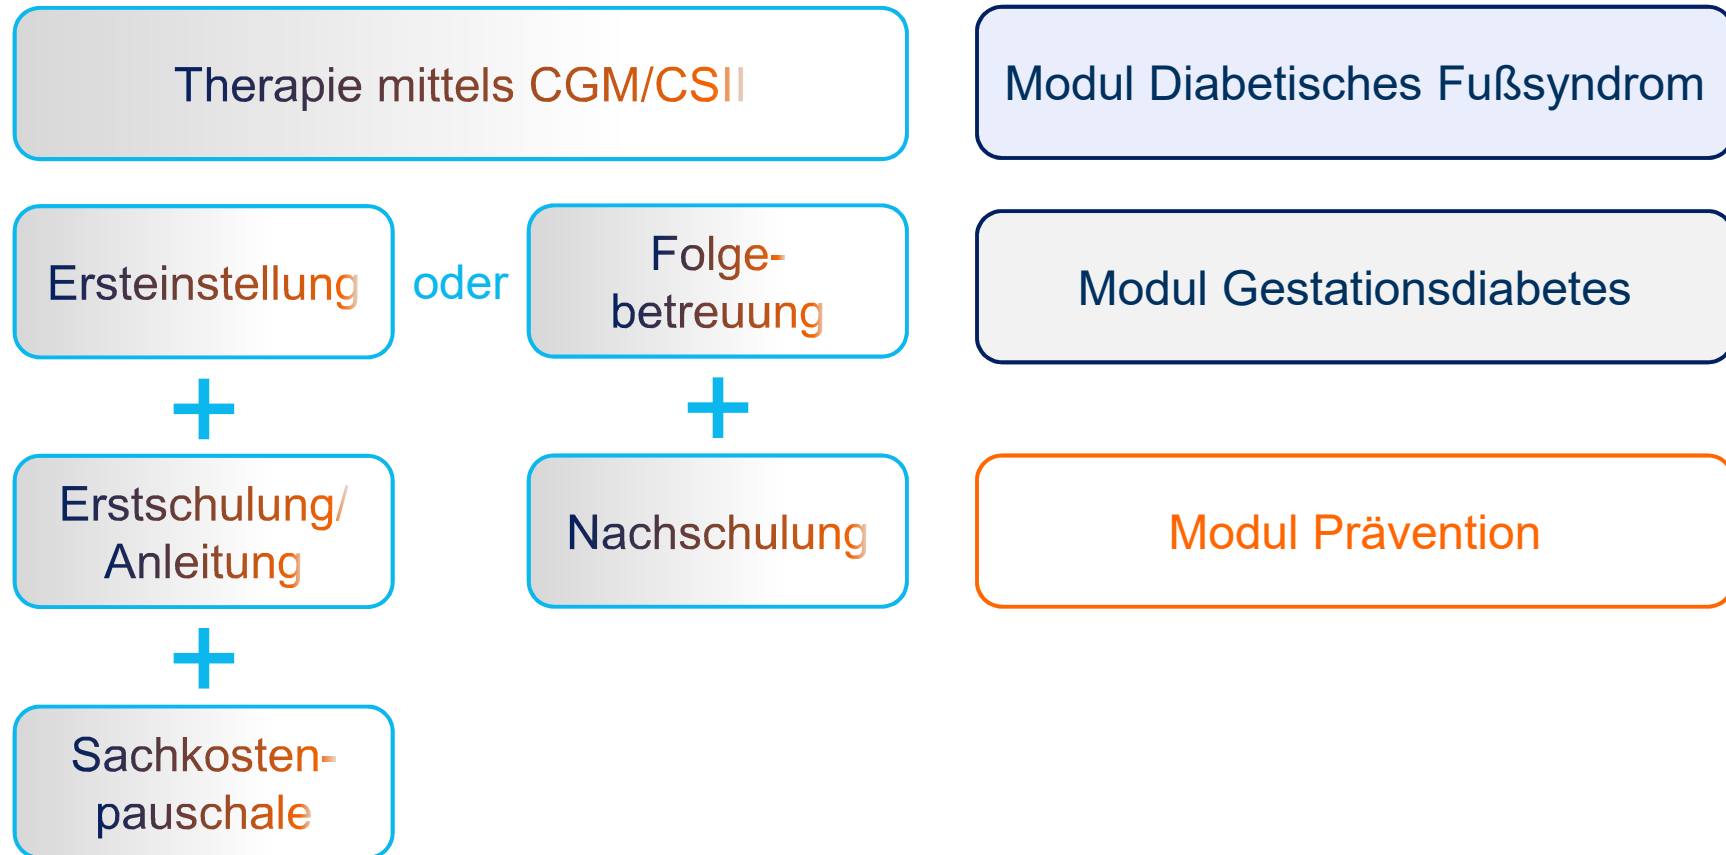 Therapie mittels CGM/CSII
Modul Diabetisches Fußsyndrom
Ersteinstellung
oder
Folge-
betreuung
Modul Gestationsdiabetes
+
+
Erstschulung/
Anleitung
Nachschulung
Modul Prävention
+
Sachkosten-
pauschale